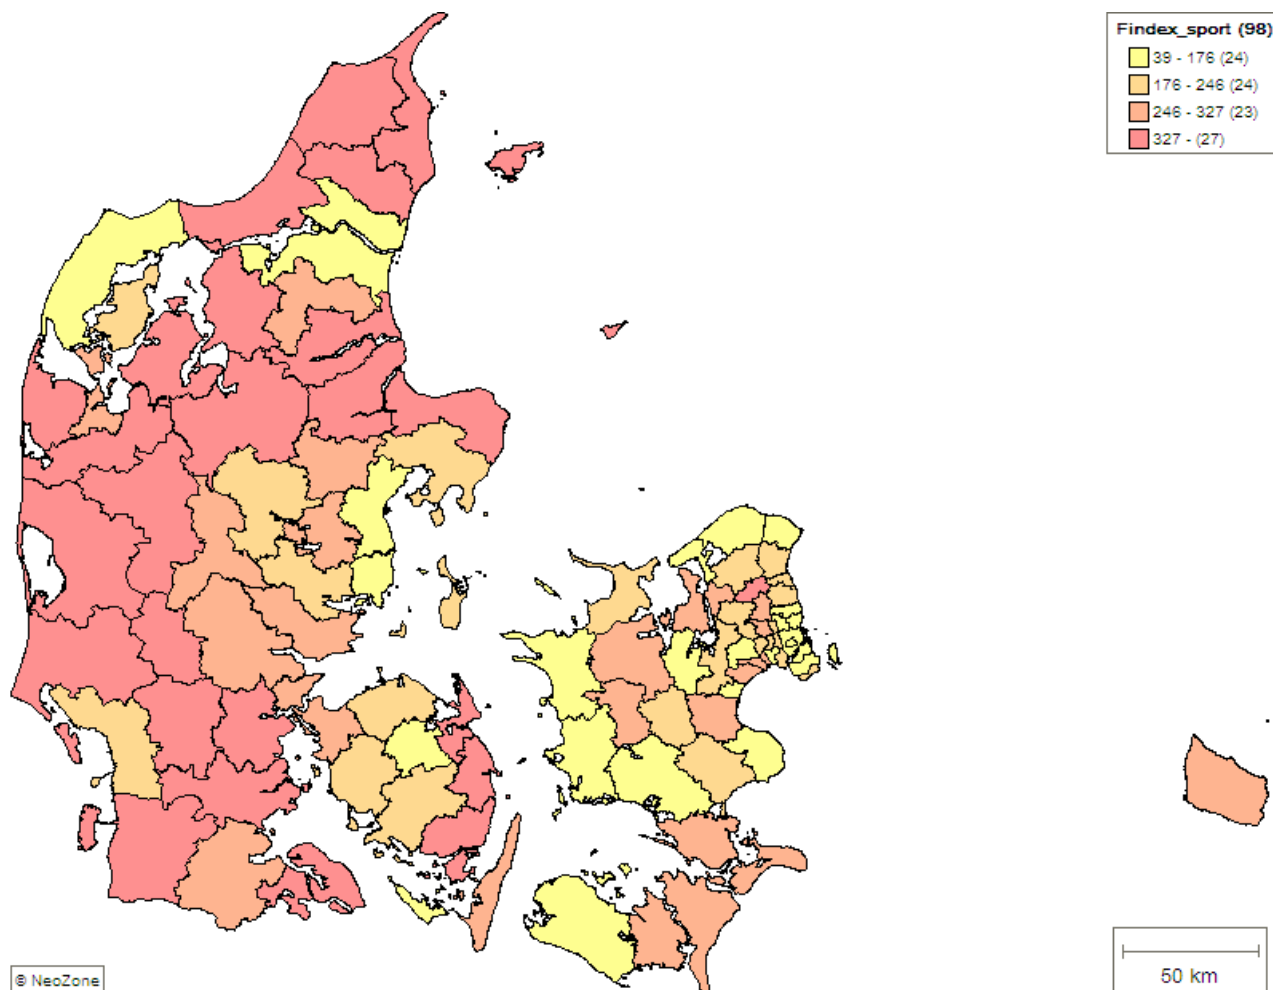 Findex_sport (98)
39 - 176 (24)
176 - 246 (24)
246 - 327 (23)
327 - (27)
© NeoZone
50 km